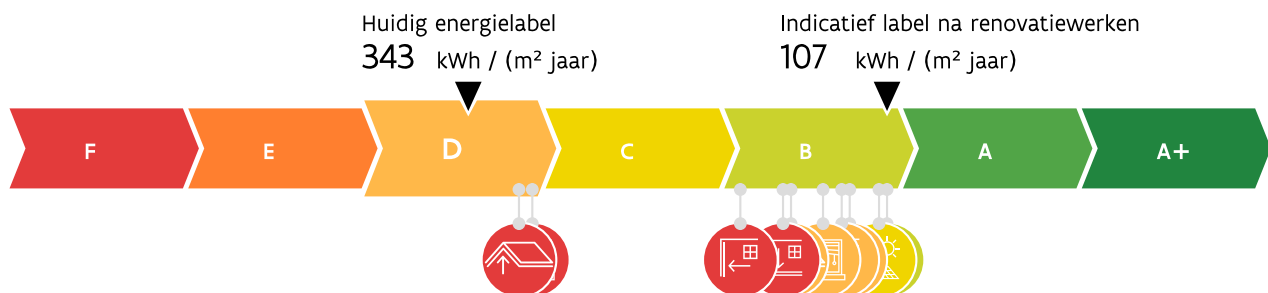 Huidig energielabel
343 kWh / (m² jaar)
Indicatief label na renovatiewerken
107 kWh / (m² jaar)
F E D C B A A+